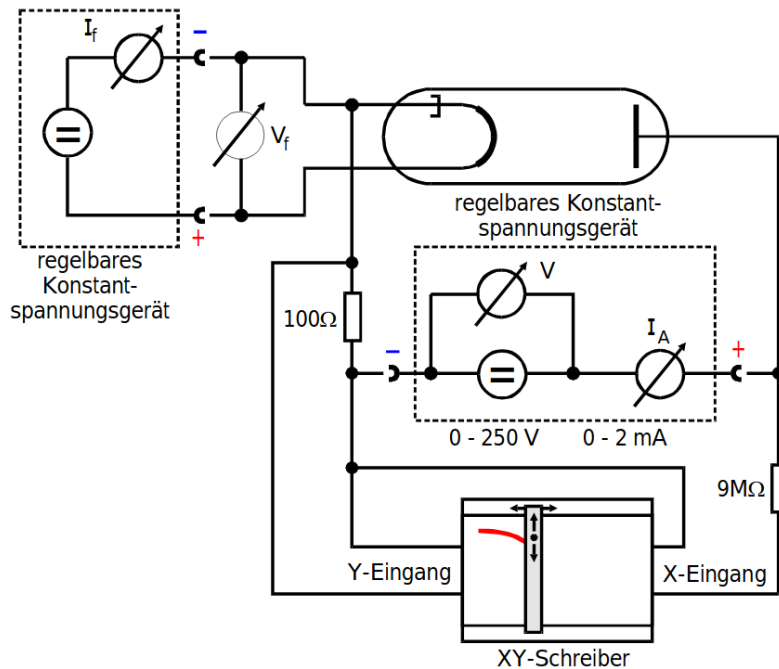 I_f
−
V_f
+
regelbares
Konstant-
spannungsgerät
regelbares Konstant-
spannungsgerät
V
I_A
100Ω
−
+
=
=
0 - 250 V
0 - 2 mA
9MΩ
Y-Eingang
X-Eingang
XY-Schreiber